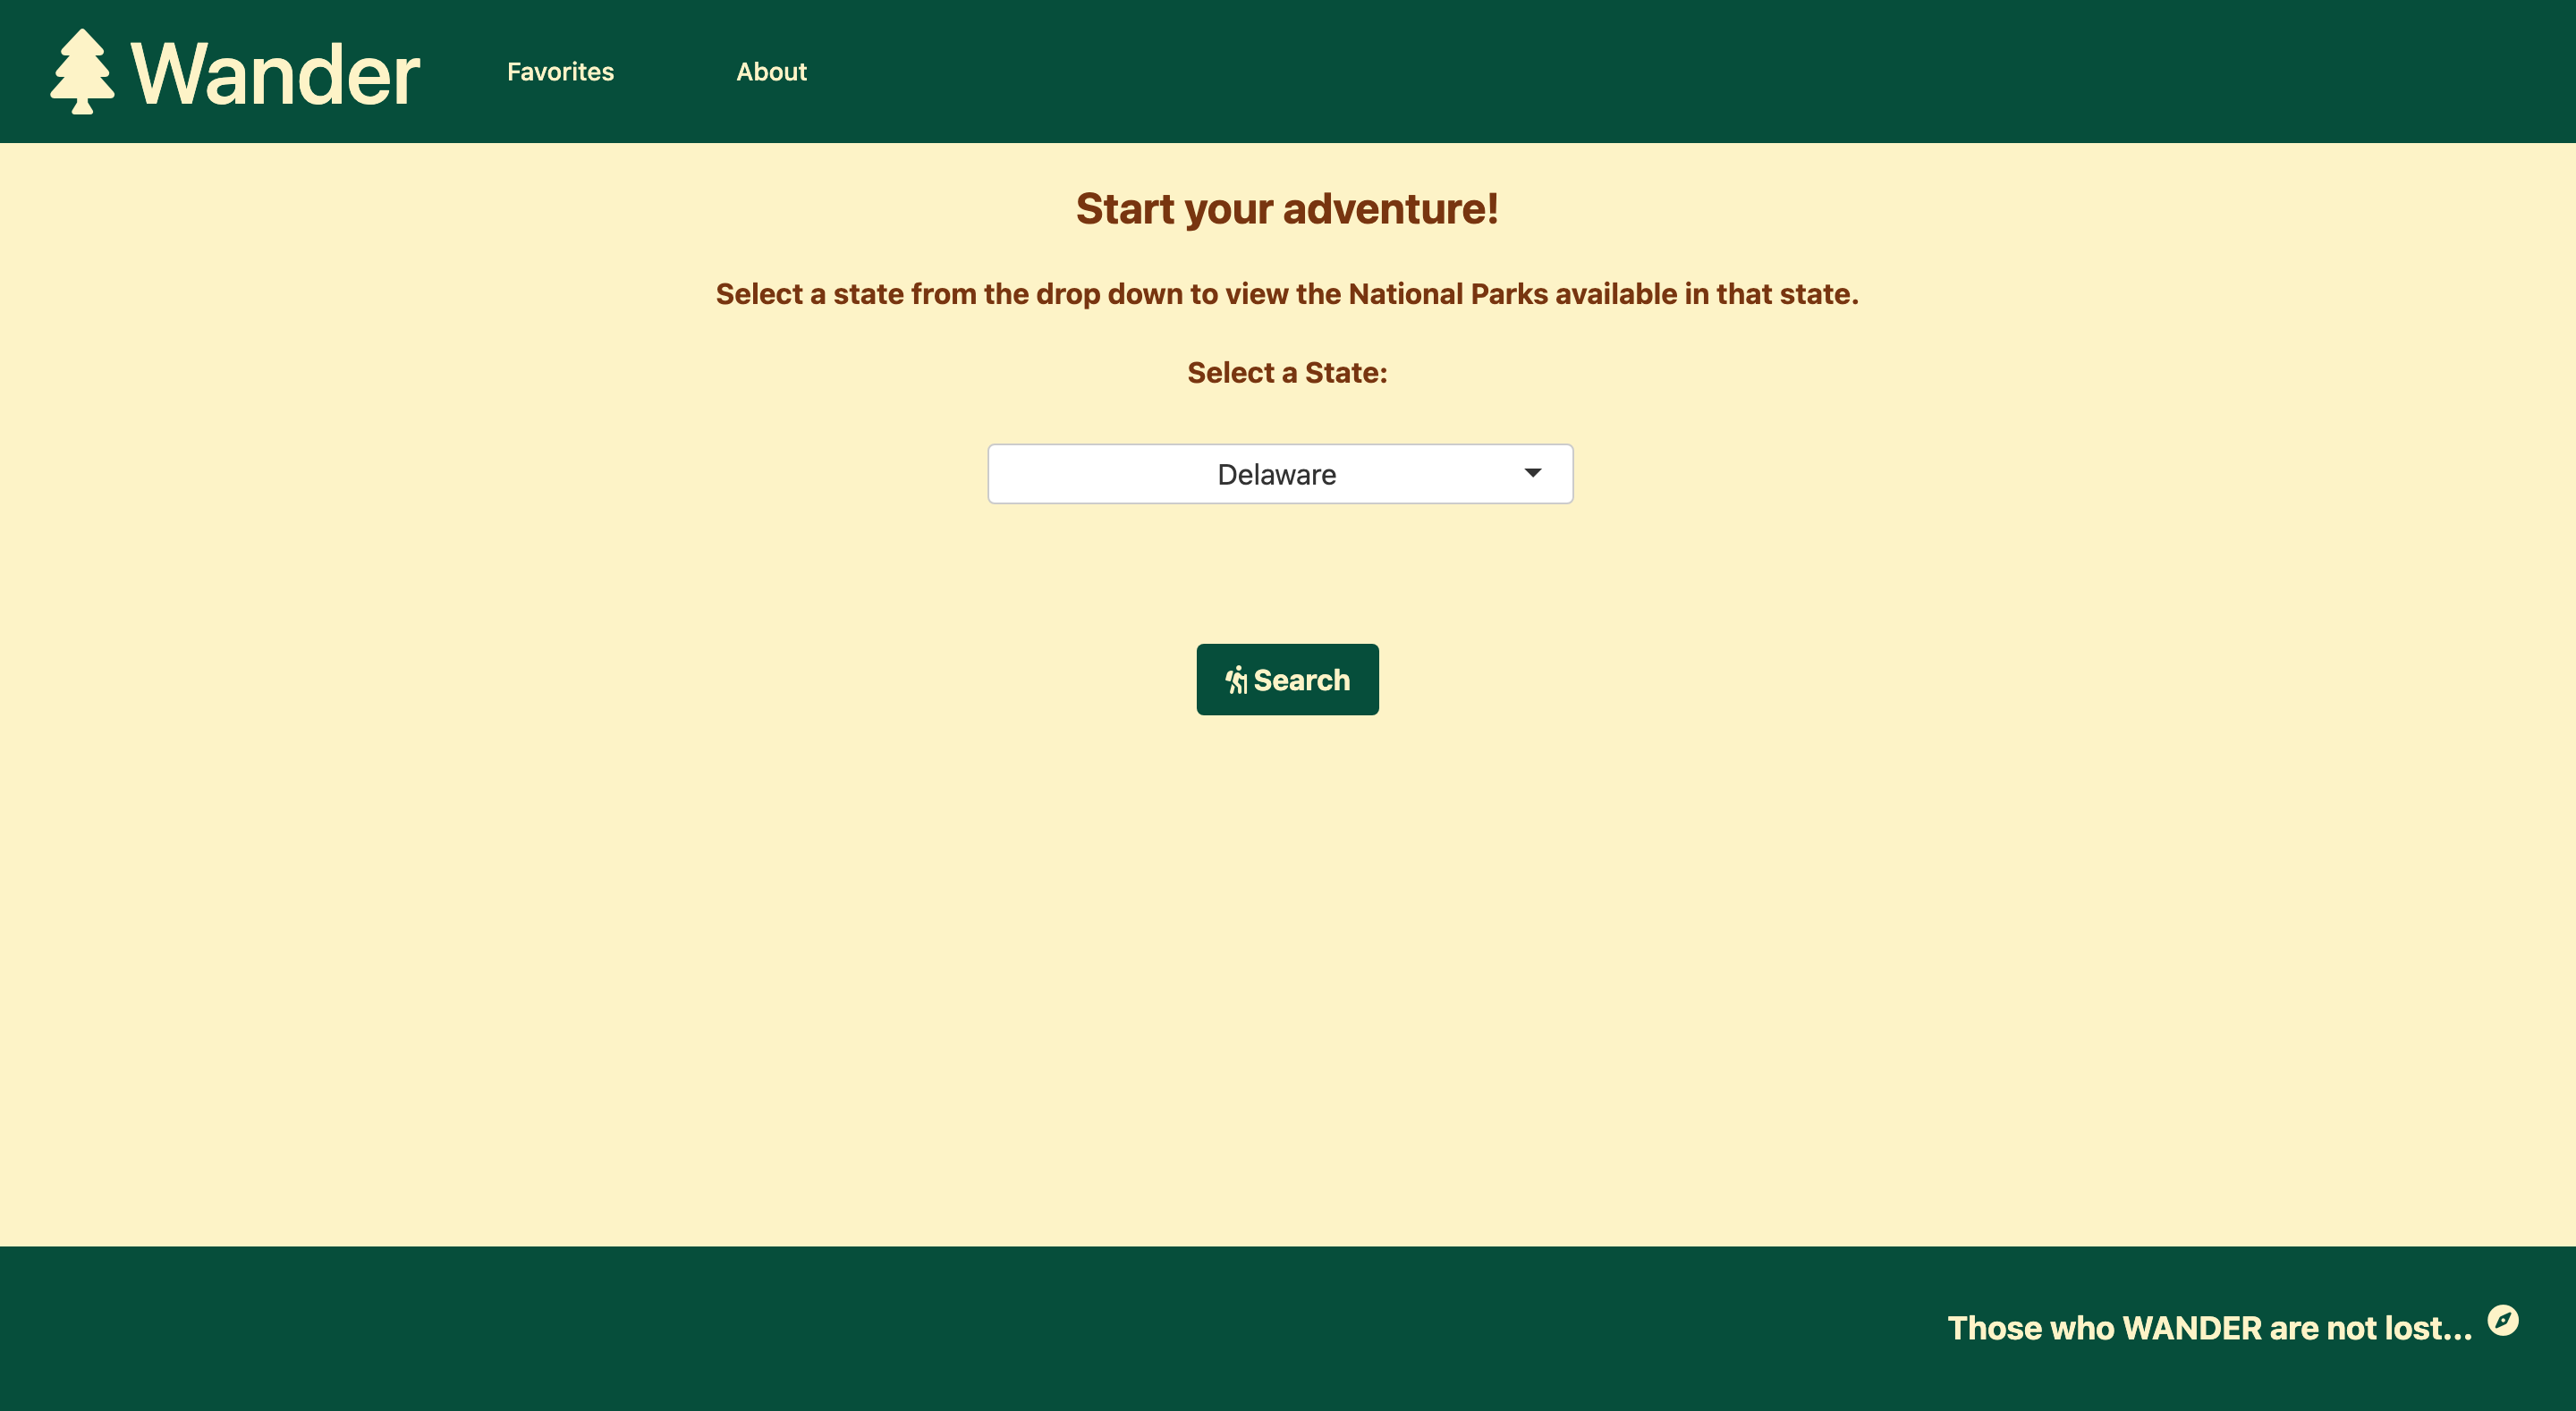 Wander
Favorites
About
Start your adventure!
Select a state from the drop down to view the National Parks available in that state.
Select a State:
Delaware
Search
Those who WANDER are not lost...